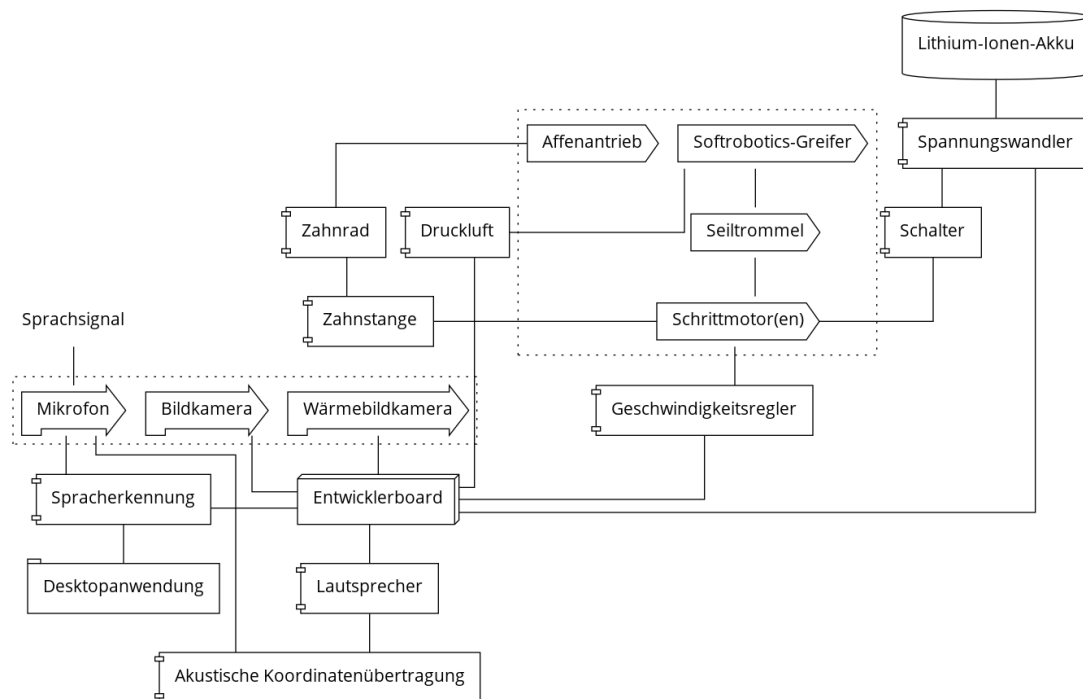 Lithium-Ionen-Akku
Affenantrieb
Softrobotics-Greifer
Spannungswandler
Zahnrad
Druckluft
Seiltrommel
Schalter
Sprachsignal
Zahnstange
Schrittmotor(en)
Mikrofon
Bildkamera
Wärmebildkamera
Geschwindigkeitsregler
Spracherkennung
Entwicklerboard
Desktopanwendung
Lautsprecher
Akustische Koordinatenübertragung